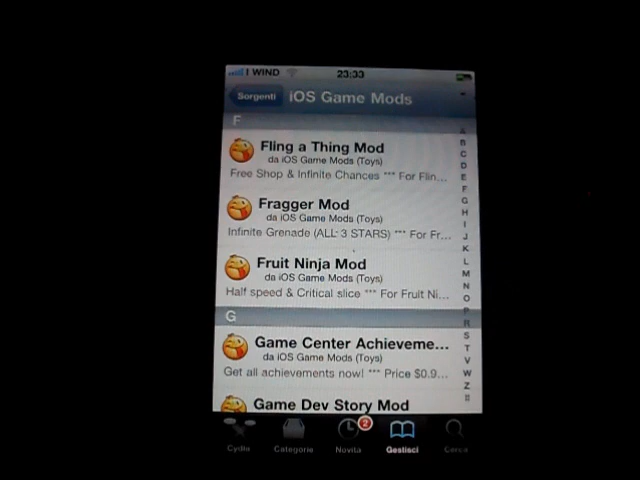 I WIND 23:33
Sorgenti iOS Game Mods
F
Fling a Thing Mod
da iOS Game Mods (Toys)
Free Shop & Infinite Chances *** For Flin...
Fragger Mod
da iOS Game Mods (Toys)
Infinite Grenade (ALL 3 STARS) *** For Fr...
Fruit Ninja Mod
da iOS Game Mods (Toys)
Half speed & Critical slice *** For Fruit Ni...
G
Game Center Achieveme...
da iOS Game Mods (Toys)
Get all achievements now! *** Price $0.9...
Game Dev Story Mod
A
B
C
D
E
F
G
H
I
J
K
L
M
N
O
P
R
S
T
V
W
Z
#
2
Cydia Categorie Novità Gestisci Cerca